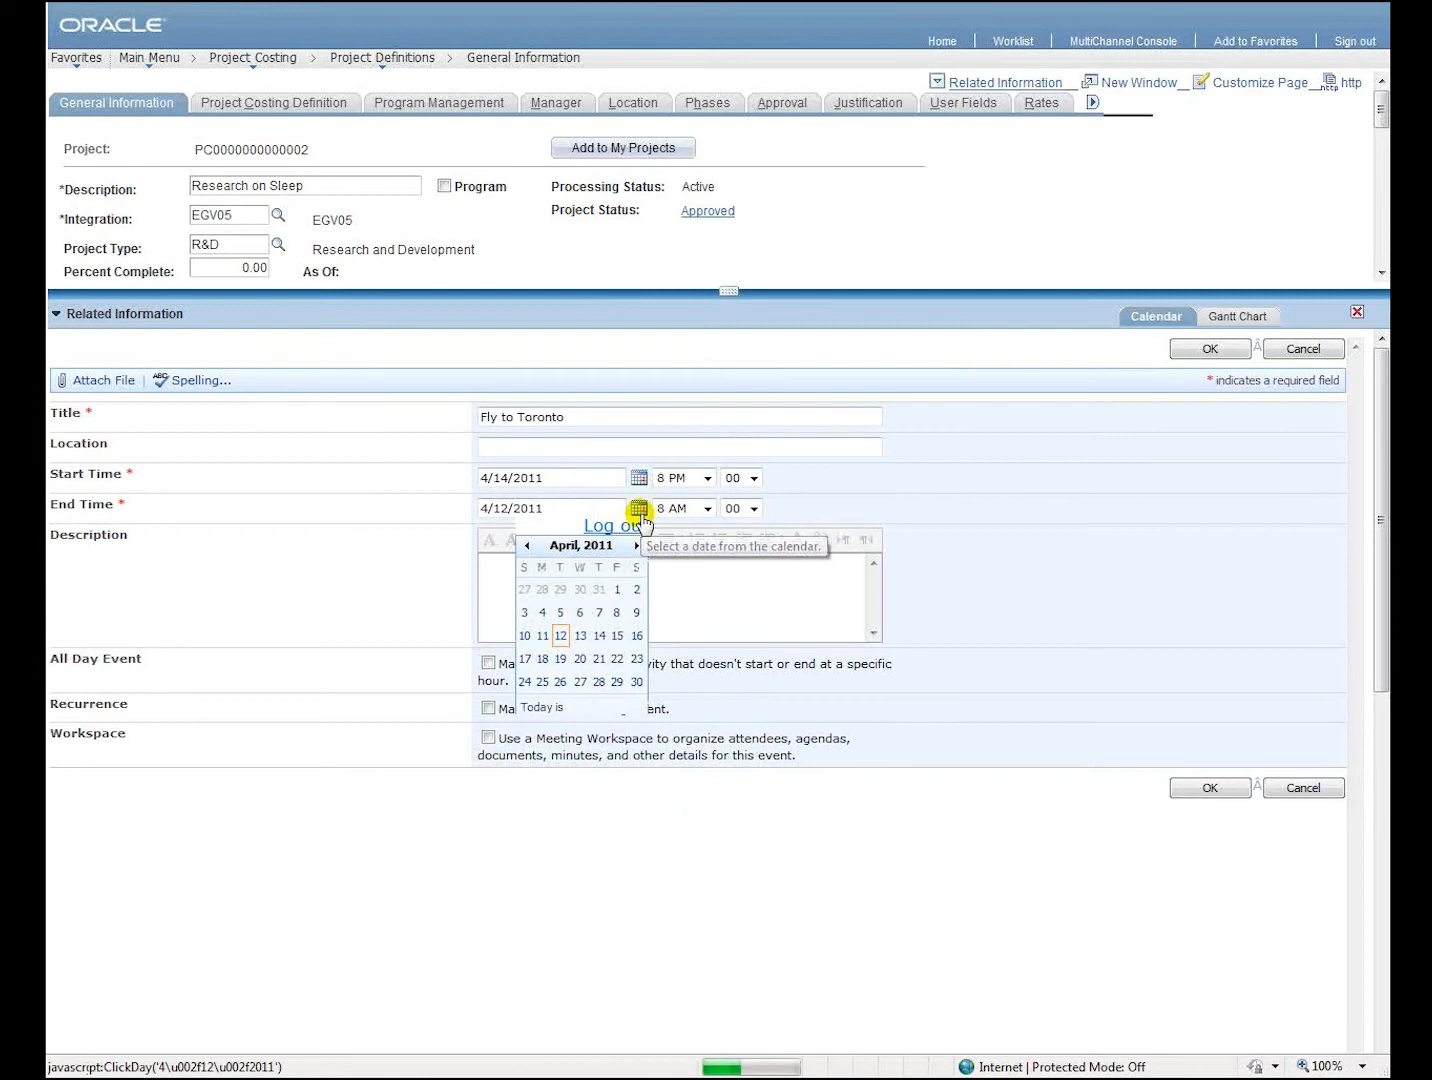 ORACLE
Home Worklist MultiChannel Console Add to Favorites Sign out
Favorites Main Menu > Project Costing > Project Definitions > General Information
Related Information New Window Customize Page http
General Information Project Costing Definition Program Management Manager Location Phases Approval Justification User Fields Rates
Project: PC0000000000002 Add to My Projects
*Description: Research on Sleep Program Processing Status: Active
*Integration: EGV05 EGV05 Project Status: Approved
Project Type: R&D Research and Development
Percent Complete: 0.00 As Of:
Related Information Calendar Gantt Chart
OK Â Cancel
Attach File Spelling... * indicates a required field
Title * Fly to Toronto
Location
Start Time * 4/14/2011 8 PM 00
End Time * 4/12/2011 8 AM 00
Log ou
Description
April, 2011 Select a date from the calendar.
S M T W T F S
27 28 29 30 31 1 2
3 4 5 6 7 8 9
10 11 12 13 14 15 16
17 18 19 20 21 22 23
24 25 26 27 28 29 30
Today is
All Day Event Ma vity that doesn't start or end at a specific
hour.
Recurrence Ma ent.
Workspace Use a Meeting Workspace to organize attendees, agendas,
documents, minutes, and other details for this event.
OK Â Cancel
javascript:ClickDay('4\u002f12\u002f2011') Internet | Protected Mode: Off 100%